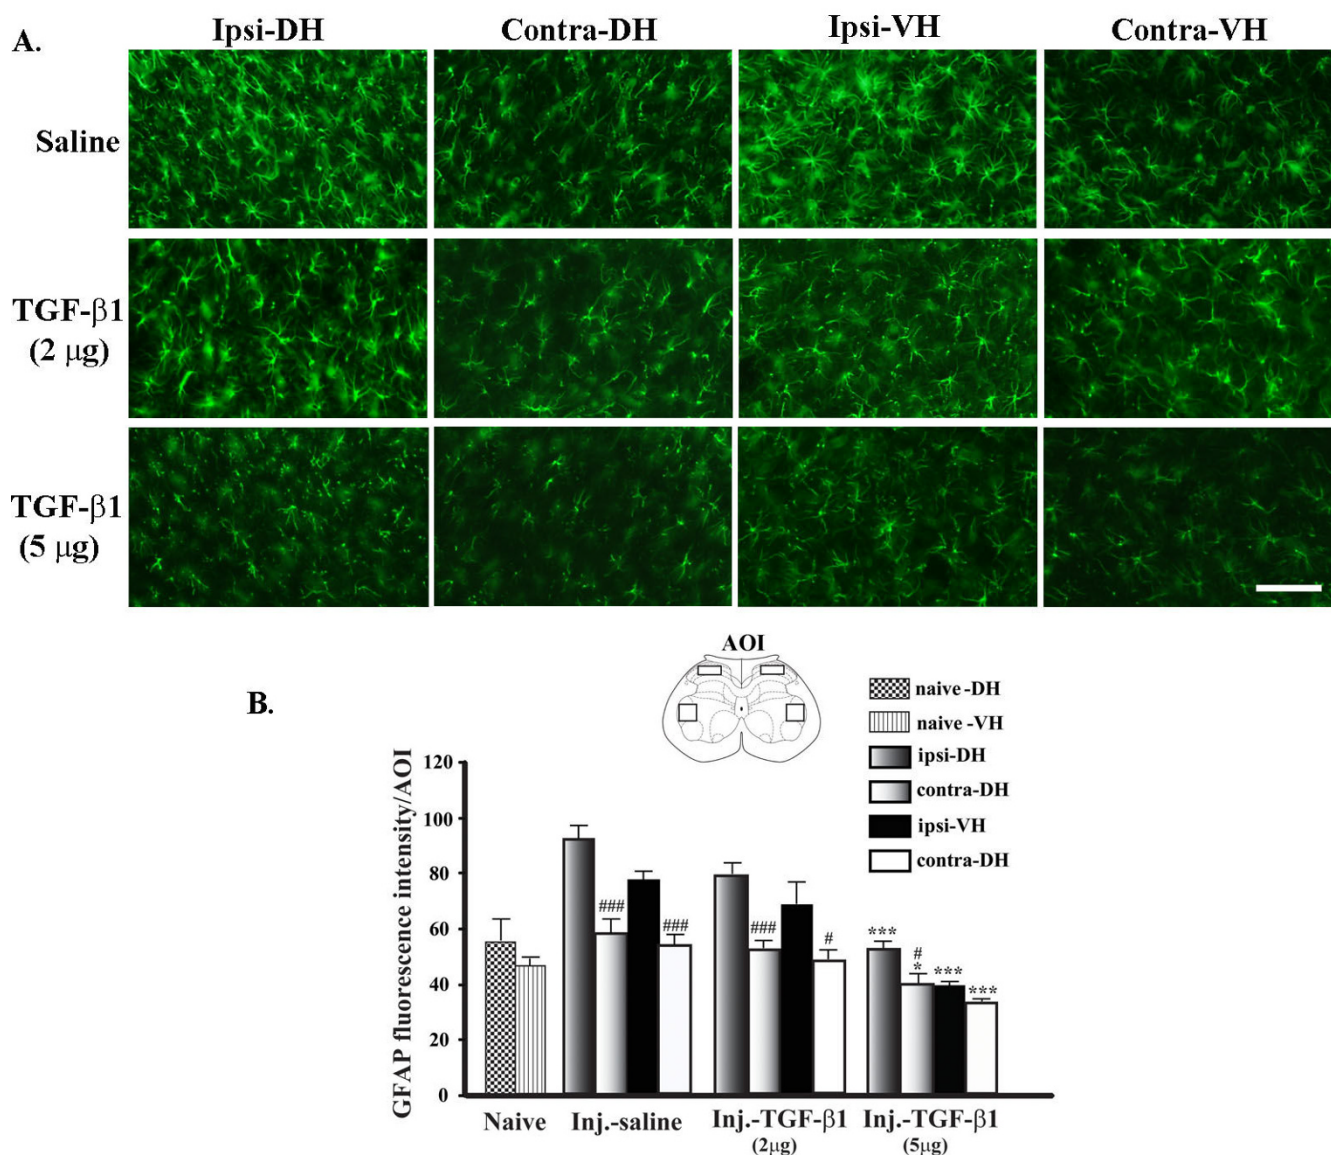 A.
Ipsi-DH
Contra-DH
Ipsi-VH
Contra-VH
Saline
TGF-β1
(2 μg)
TGF-β1
(5 μg)
B.
AOI
naive-DH
naive-VH
ipsi-DH
contra-DH
ipsi-VH
contra-DH
GFAP fluorescence intensity/AOI
120
100
80
60
40
20
0
###
###
###
#
***
#
*
***
***
Naive
Inj.-saline
Inj.-TGF-β1
(2μg)
Inj.-TGF-β1
(5μg)